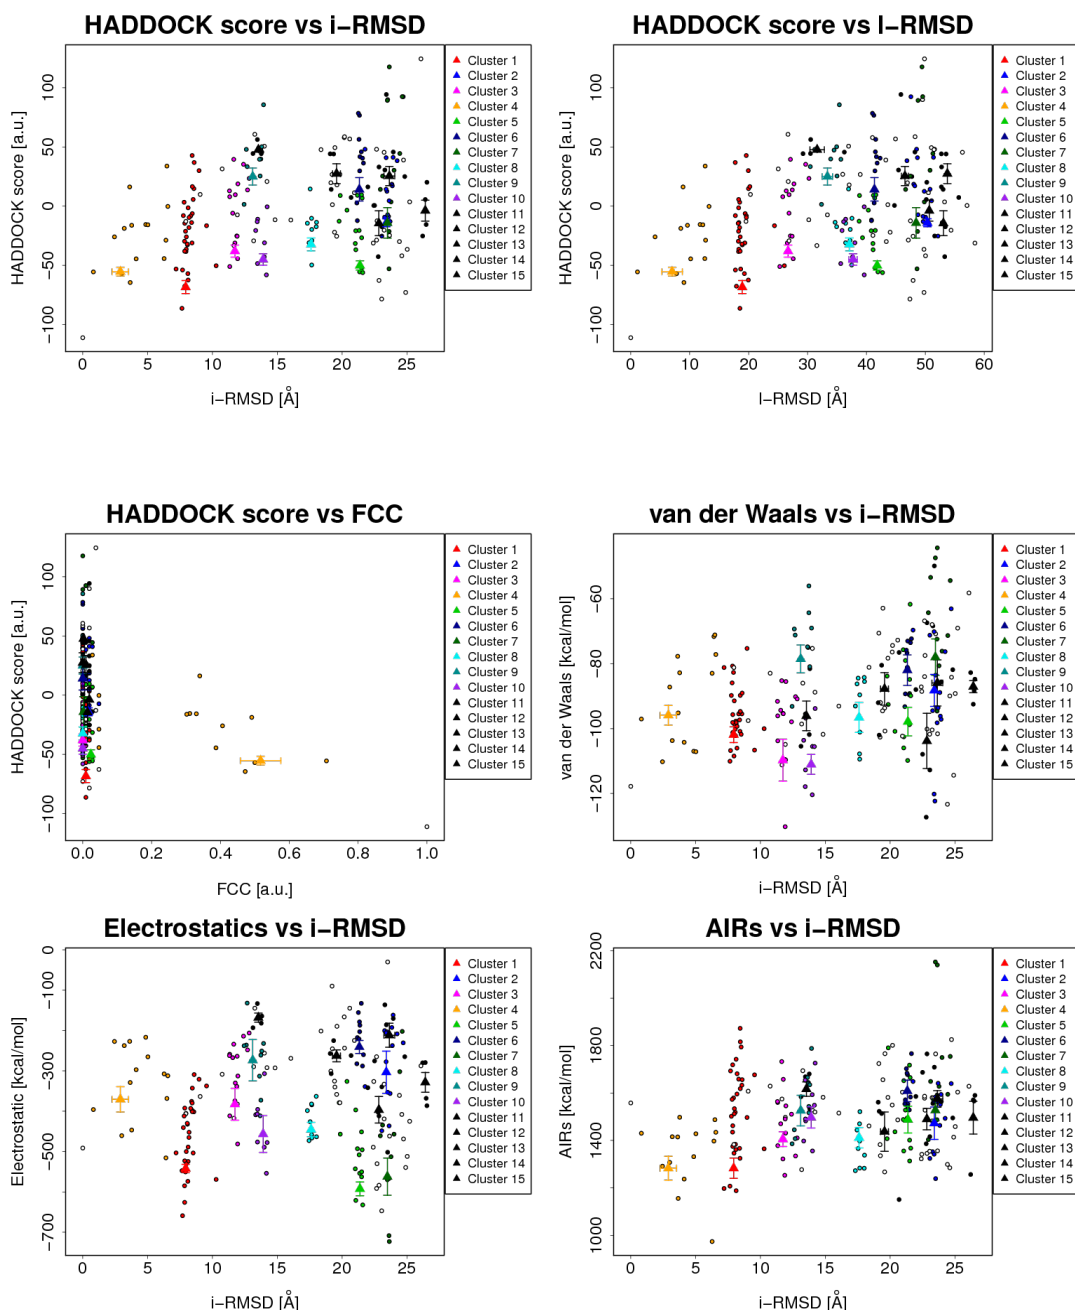 HADDOCK score vs i−RMSD
HADDOCK score [a.u.]
100
50
0
−50
−100
0 5 10 15 20 25
i−RMSD [Å]
Cluster 1
Cluster 2
Cluster 3
Cluster 4
Cluster 5
Cluster 6
Cluster 7
Cluster 8
Cluster 9
Cluster 10
Cluster 11
Cluster 12
Cluster 13
Cluster 14
Cluster 15
HADDOCK score vs l−RMSD
HADDOCK score [a.u.]
100
50
0
−50
−100
0 10 20 30 40 50 60
l−RMSD [Å]
Cluster 1
Cluster 2
Cluster 3
Cluster 4
Cluster 5
Cluster 6
Cluster 7
Cluster 8
Cluster 9
Cluster 10
Cluster 11
Cluster 12
Cluster 13
Cluster 14
Cluster 15
HADDOCK score vs FCC
HADDOCK score [a.u.]
100
50
0
−50
−100
0.0 0.2 0.4 0.6 0.8 1.0
FCC [a.u.]
Cluster 1
Cluster 2
Cluster 3
Cluster 4
Cluster 5
Cluster 6
Cluster 7
Cluster 8
Cluster 9
Cluster 10
Cluster 11
Cluster 12
Cluster 13
Cluster 14
Cluster 15
van der Waals vs i−RMSD
van der Waals [kcal/mol]
−60
−80
−100
−120
0 5 10 15 20 25
i−RMSD [Å]
Cluster 1
Cluster 2
Cluster 3
Cluster 4
Cluster 5
Cluster 6
Cluster 7
Cluster 8
Cluster 9
Cluster 10
Cluster 11
Cluster 12
Cluster 13
Cluster 14
Cluster 15
Electrostatics vs i−RMSD
Electrostatic [kcal/mol]
0
−100
−300
−500
−700
0 5 10 15 20 25
i−RMSD [Å]
Cluster 1
Cluster 2
Cluster 3
Cluster 4
Cluster 5
Cluster 6
Cluster 7
Cluster 8
Cluster 9
Cluster 10
Cluster 11
Cluster 12
Cluster 13
Cluster 14
Cluster 15
AIRs vs i−RMSD
AIRs [kcal/mol]
2200
1800
1400
1000
0 5 10 15 20 25
i−RMSD [Å]
Cluster 1
Cluster 2
Cluster 3
Cluster 4
Cluster 5
Cluster 6
Cluster 7
Cluster 8
Cluster 9
Cluster 10
Cluster 11
Cluster 12
Cluster 13
Cluster 14
Cluster 15